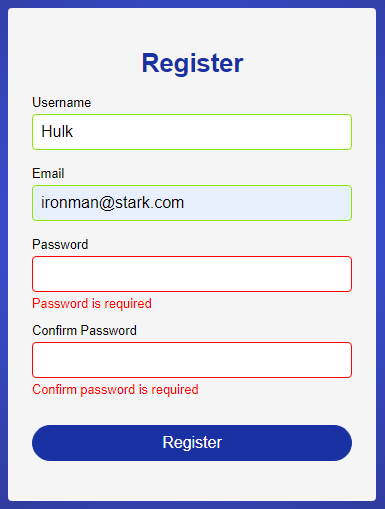 Register
Username
Hulk
Email
ironman@stark.com
Password
Password is required
Confirm Password
Confirm password is required
Register